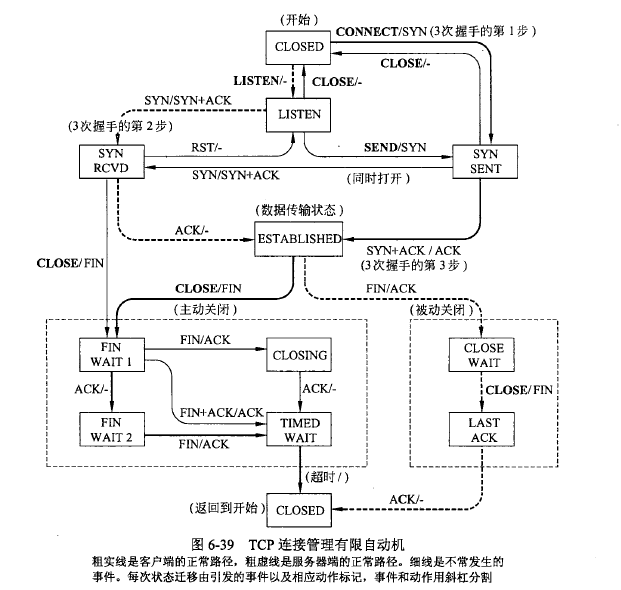 (开始)
CLOSED
CONNECT/SYN (3次握手的第1步)
CLOSE/-
LISTEN/-
CLOSE/-
SYN/SYN+ACK
LISTEN
(3次握手的第2步)
SYN
RCVD
RST/-
SEND/SYN
SYN
SENT
SYN/SYN+ACK
(同时打开)
(数据传输状态)
ACK/-
ESTABLISHED
SYN+ACK / ACK
(3次握手的第3步)
CLOSE/FIN
CLOSE/FIN
FIN/ACK
(主动关闭)
(被动关闭)
FIN
WAIT 1
FIN/ACK
CLOSING
CLOSE
WAIT
ACK/-
ACK/-
CLOSE/FIN
FIN+ACK/ACK
FIN
WAIT 2
FIN/ACK
TIMED
WAIT
LAST
ACK
(超时/)
(返回到开始)
CLOSED
ACK/-
图 6-39 TCP 连接管理有限自动机
粗实线是客户端的正常路径，粗虚线是服务器端的正常路径。细线是不常发生的
事件。每次状态迁移由引发的事件以及相应动作标记，事件和动作用斜杠分割